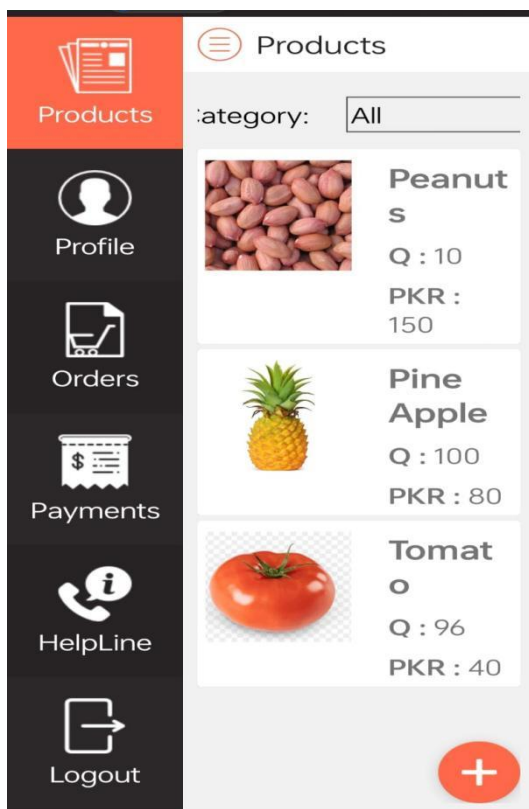 Products
Profile
Orders
$
Payments
i
HelpLine
Logout
Products
Category:
All
Peanut
s
Q : 10
PKR :
150
Pine
Apple
Q : 100
PKR : 80
Tomat
o
Q : 96
PKR : 40
+